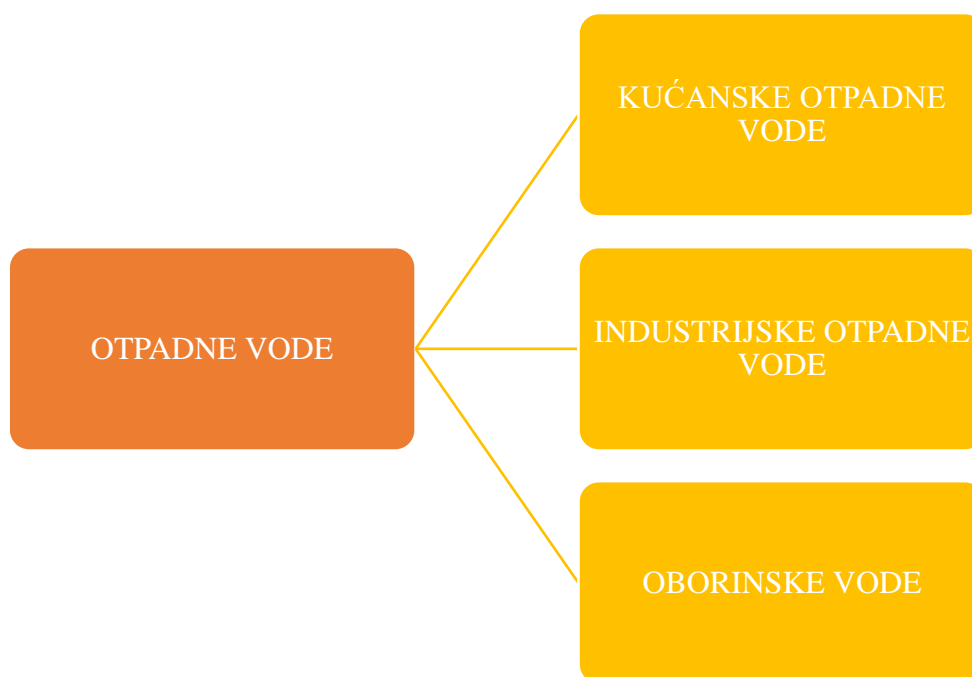 OTPADNE VODE
KUĆANSKE OTPADNE
VODE
INDUSTRIJSKE OTPADNE
VODE
OBORINSKE VODE